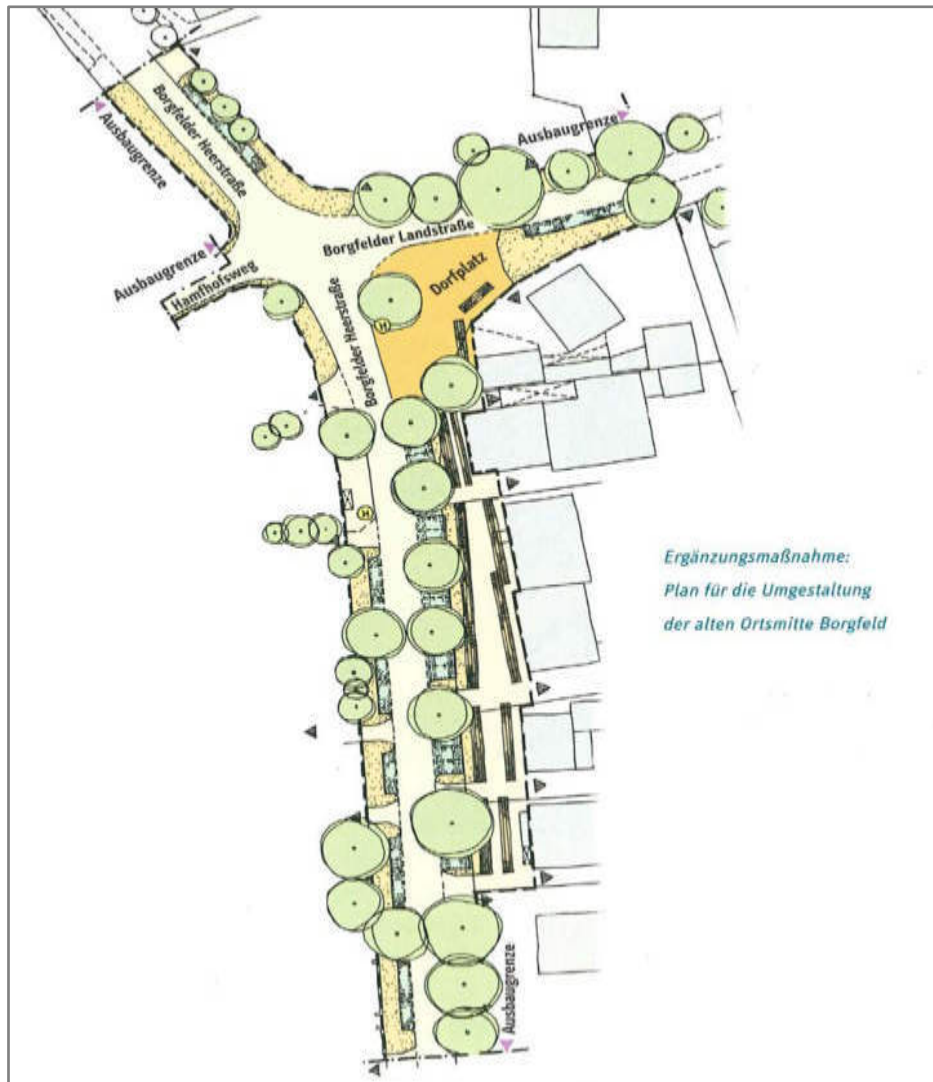 Borgfelder Heerstraße
Ausbaugrenze
Ausbaugrenze
Borgfelder Landstraße
Ausbaugrenze
Hamfhofsweg
Dorfplatz
Borgfelder Heerstraße
H
H
Ergänzungsmaßnahme:
Plan für die Umgestaltung
der alten Ortsmitte Borgfeld
Ausbaugrenze